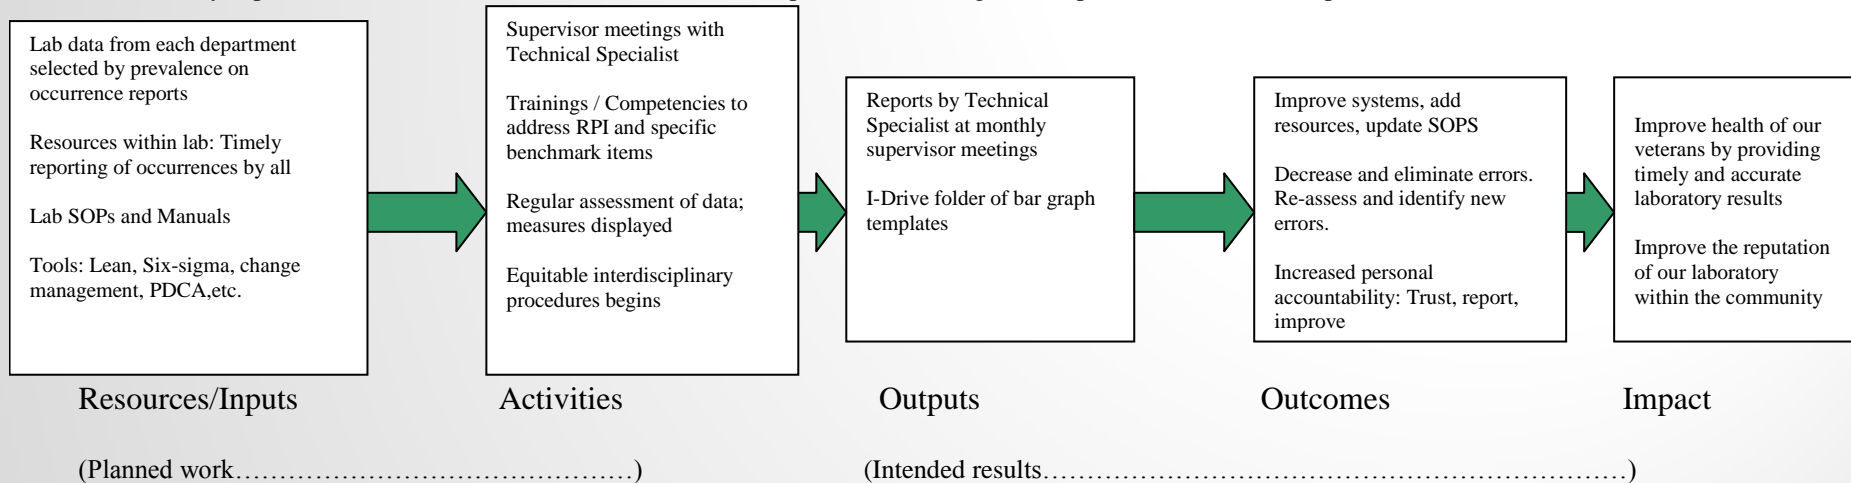 Lab data from each department
selected by prevalence on
occurrence reports
Resources within lab: Timely
reporting of occurrences by all
Lab SOPs and Manuals
Tools: Lean, Six-sigma, change
management, PDCA,etc.
Supervisor meetings with
Technical Specialist
Trainings / Competencies to
address RPI and specific
benchmark items
Regular assessment of data;
measures displayed
Equitable interdisciplinary
procedures begins
Reports by Technical
Specialist at monthly
supervisor meetings
I-Drive folder of bar graph
templates
Improve systems, add
resources, update SOPS
Decrease and eliminate errors.
Re-assess and identify new
errors.
Increased personal
accountability: Trust, report,
improve
Improve health of our
veterans by providing
timely and accurate
laboratory results
Improve the reputation
of our laboratory
within the community
Resources/Inputs Activities Outputs Outcomes Impact
(Planned work…………………………………….) (Intended results………………………………………………………)